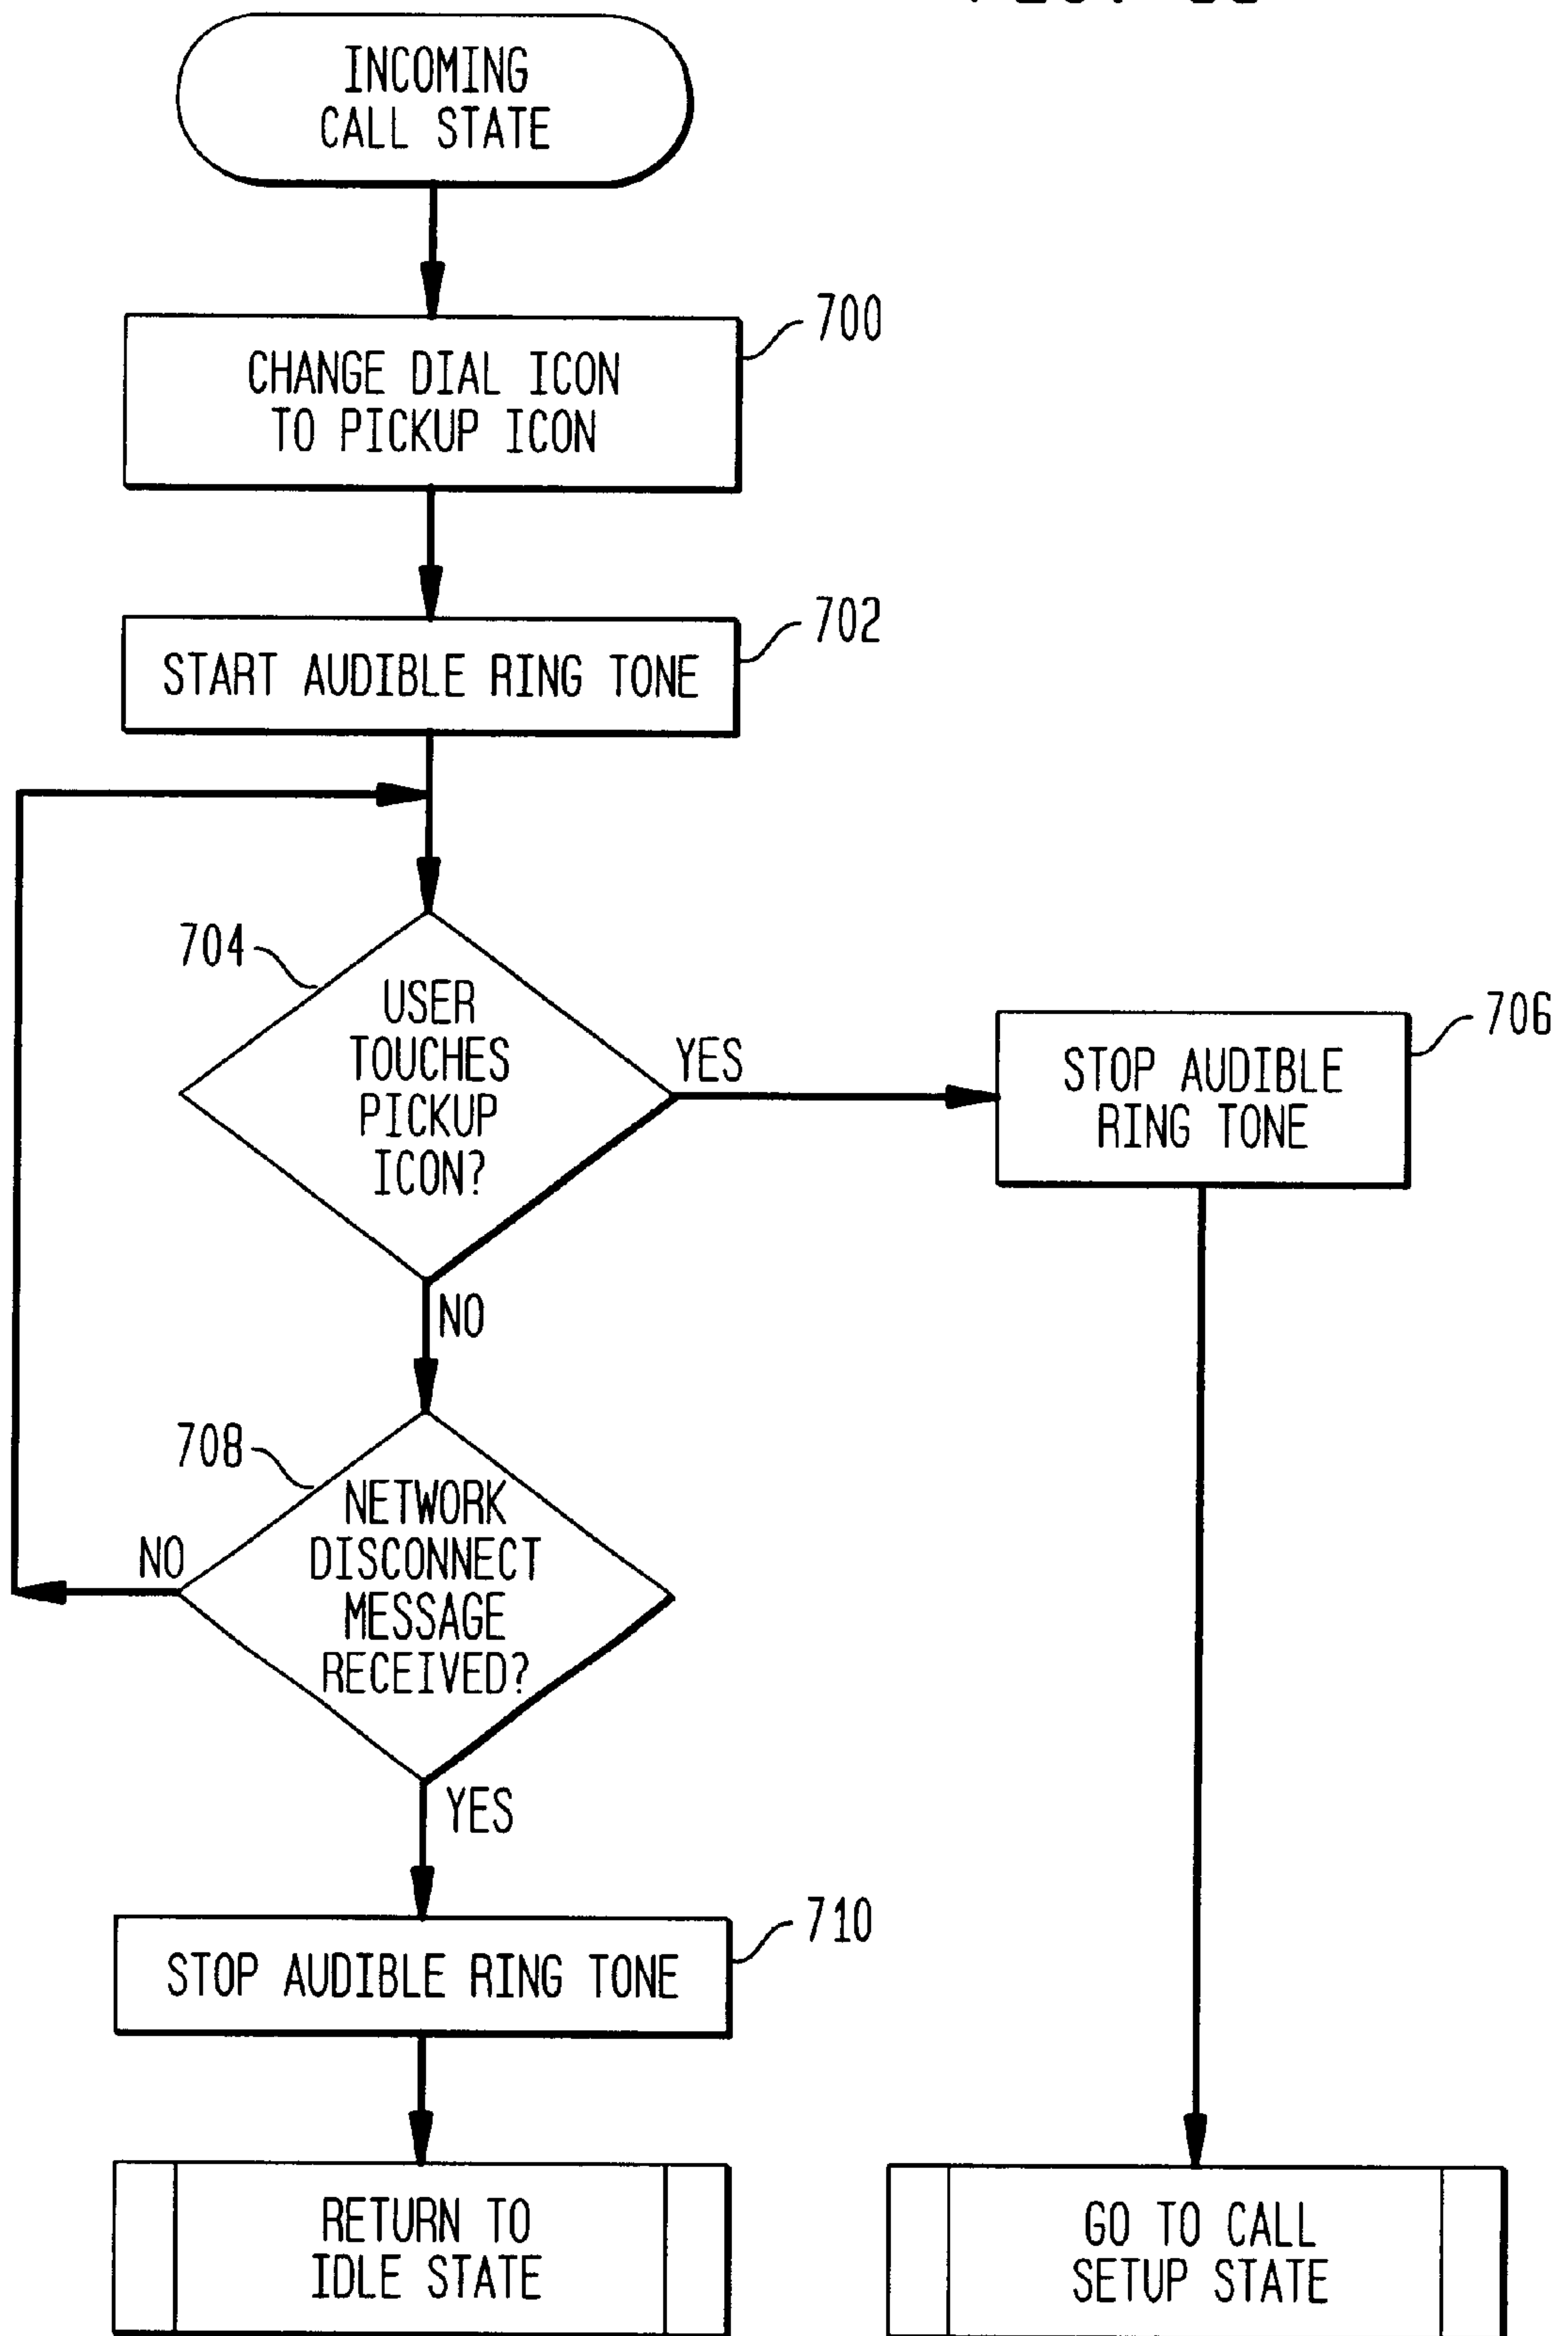 INCOMING
CALL STATE
700
CHANGE DIAL ICON
TO PICKUP ICON
702
START AUDIBLE RING TONE
704
USER
TOUCHES
PICKUP
ICON?
YES
706
STOP AUDIBLE
RING TONE
NO
708
NETWORK
DISCONNECT
MESSAGE
RECEIVED?
NO
YES
710
STOP AUDIBLE RING TONE
RETURN TO
IDLE STATE
GO TO CALL
SETUP STATE